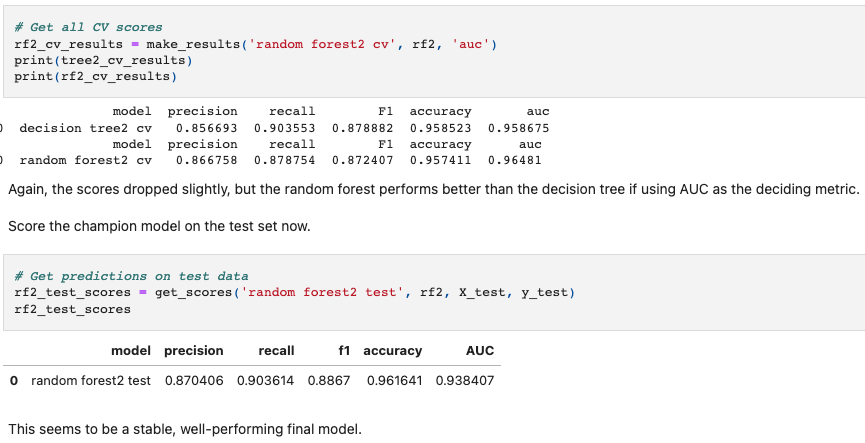 # Get all CV scores
rf2_cv_results = make_results('random forest2 cv', rf2, 'auc')
print(tree2_cv_results)
print(rf2_cv_results)
model precision recall F1 accuracy auc
0 decision tree2 cv 0.856693 0.903553 0.878882 0.958523 0.958675
model precision recall F1 accuracy auc
0 random forest2 cv 0.866758 0.878754 0.872407 0.957411 0.96481
Again, the scores dropped slightly, but the random forest performs better than the decision tree if using AUC as the deciding metric.
Score the champion model on the test set now.
# Get predictions on test data
rf2_test_scores = get_scores('random forest2 test', rf2, X_test, y_test)
rf2_test_scores
model precision recall f1 accuracy AUC
0 random forest2 test 0.870406 0.903614 0.8867 0.961641 0.938407
This seems to be a stable, well-performing final model.